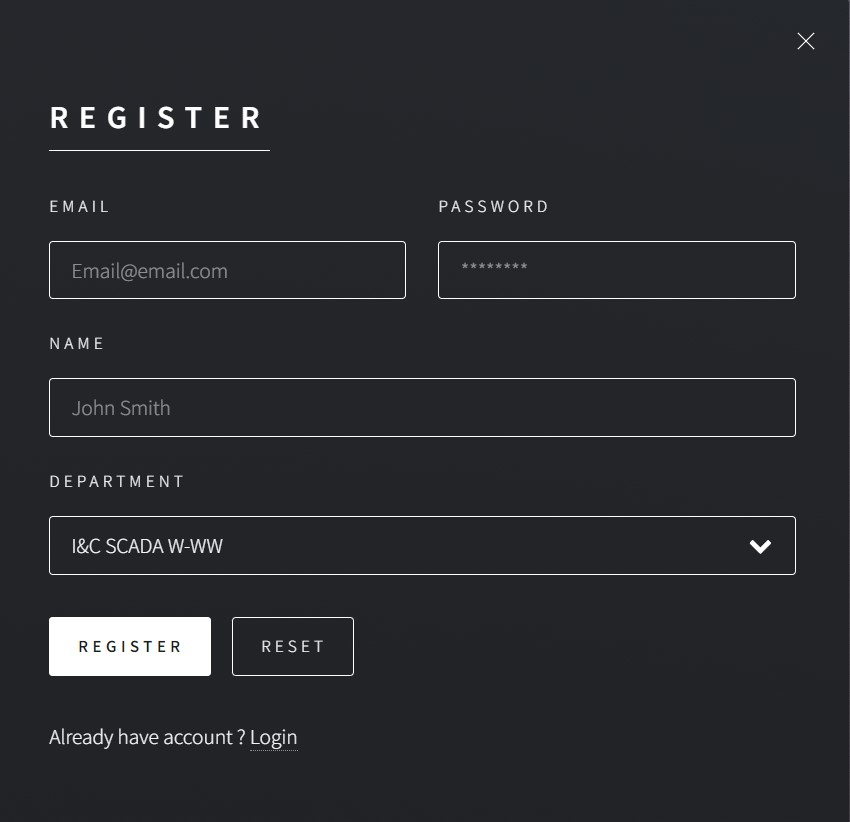 REGISTER
EMAIL PASSWORD
Email@email.com ********
NAME
John Smith
DEPARTMENT
I&C SCADA W-WW
REGISTER RESET
Already have account ? Login